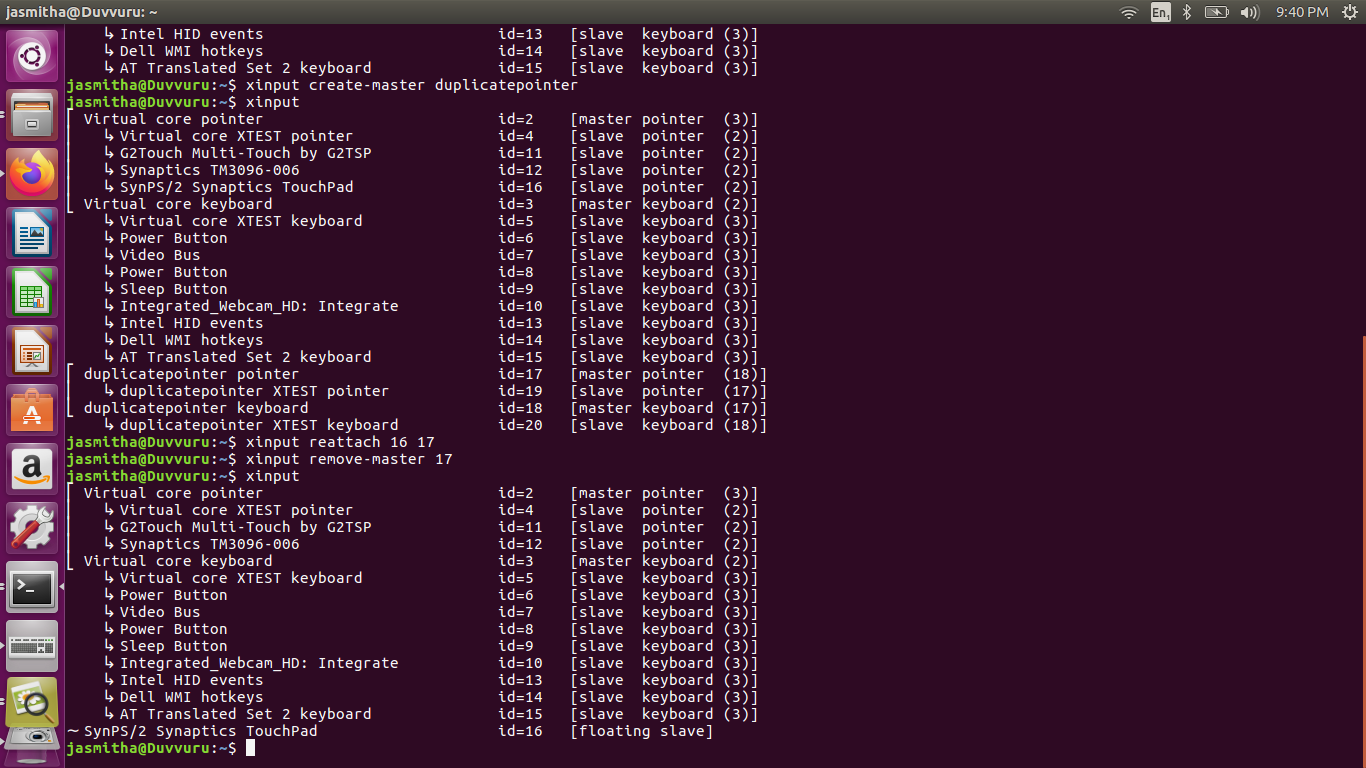 jasmitha@Duvvuru: ~
En1
9:40 PM
↳ Intel HID events id=13 [slave keyboard (3)]
↳ Dell WMI hotkeys id=14 [slave keyboard (3)]
↳ AT Translated Set 2 keyboard id=15 [slave keyboard (3)]
jasmitha@Duvvuru:~$ xinput create-master duplicatepointer
jasmitha@Duvvuru:~$ xinput
⎡ Virtual core pointer id=2 [master pointer (3)]
⎜ ↳ Virtual core XTEST pointer id=4 [slave pointer (2)]
⎜ ↳ G2Touch Multi-Touch by G2TSP id=11 [slave pointer (2)]
⎜ ↳ Synaptics TM3096-006 id=12 [slave pointer (2)]
⎜ ↳ SynPS/2 Synaptics TouchPad id=16 [slave pointer (2)]
⎣ Virtual core keyboard id=3 [master keyboard (2)]
↳ Virtual core XTEST keyboard id=5 [slave keyboard (3)]
↳ Power Button id=6 [slave keyboard (3)]
↳ Video Bus id=7 [slave keyboard (3)]
↳ Power Button id=8 [slave keyboard (3)]
↳ Sleep Button id=9 [slave keyboard (3)]
↳ Integrated_Webcam_HD: Integrate id=10 [slave keyboard (3)]
↳ Intel HID events id=13 [slave keyboard (3)]
↳ Dell WMI hotkeys id=14 [slave keyboard (3)]
↳ AT Translated Set 2 keyboard id=15 [slave keyboard (3)]
⎡ duplicatepointer pointer id=17 [master pointer (18)]
⎜ ↳ duplicatepointer XTEST pointer id=19 [slave pointer (17)]
⎣ duplicatepointer keyboard id=18 [master keyboard (17)]
↳ duplicatepointer XTEST keyboard id=20 [slave keyboard (18)]
jasmitha@Duvvuru:~$ xinput reattach 16 17
jasmitha@Duvvuru:~$ xinput remove-master 17
jasmitha@Duvvuru:~$ xinput
⎡ Virtual core pointer id=2 [master pointer (3)]
⎜ ↳ Virtual core XTEST pointer id=4 [slave pointer (2)]
⎜ ↳ G2Touch Multi-Touch by G2TSP id=11 [slave pointer (2)]
⎜ ↳ Synaptics TM3096-006 id=12 [slave pointer (2)]
⎣ Virtual core keyboard id=3 [master keyboard (2)]
↳ Virtual core XTEST keyboard id=5 [slave keyboard (3)]
↳ Power Button id=6 [slave keyboard (3)]
↳ Video Bus id=7 [slave keyboard (3)]
↳ Power Button id=8 [slave keyboard (3)]
↳ Sleep Button id=9 [slave keyboard (3)]
↳ Integrated_Webcam_HD: Integrate id=10 [slave keyboard (3)]
↳ Intel HID events id=13 [slave keyboard (3)]
↳ Dell WMI hotkeys id=14 [slave keyboard (3)]
↳ AT Translated Set 2 keyboard id=15 [slave keyboard (3)]
~ SynPS/2 Synaptics TouchPad id=16 [floating slave]
jasmitha@Duvvuru:~$